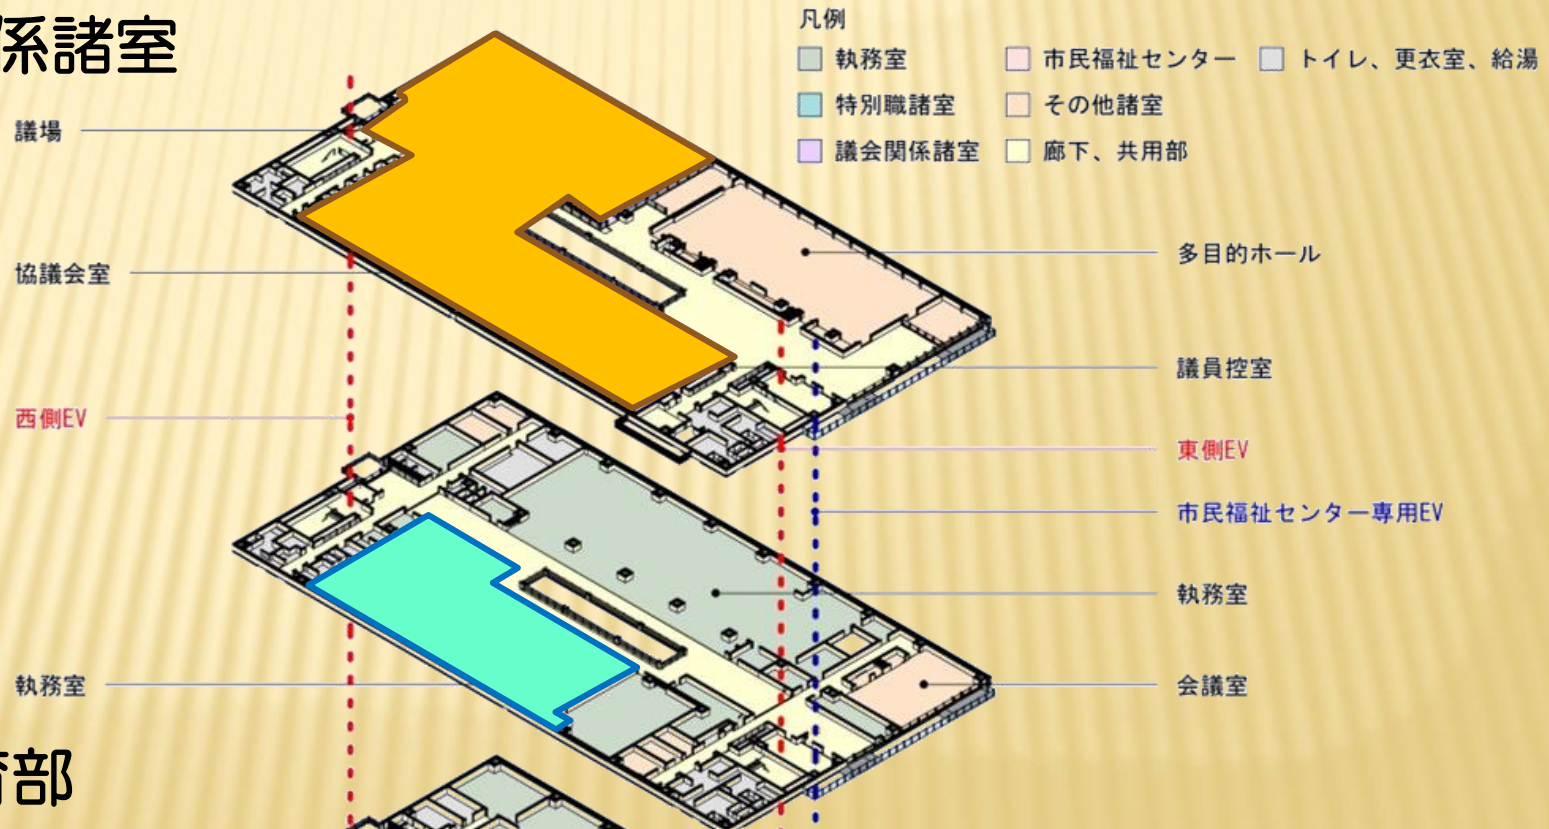 係諸室
凡例
執務室
市民福祉センター
トイレ、更衣室、給湯
特別職諸室
その他諸室
議会関係諸室
廊下、共用部
議場
多目的ホール
協議会室
議員控室
西側EV
東側EV
市民福祉センター専用EV
執務室
執務室
会議室
部